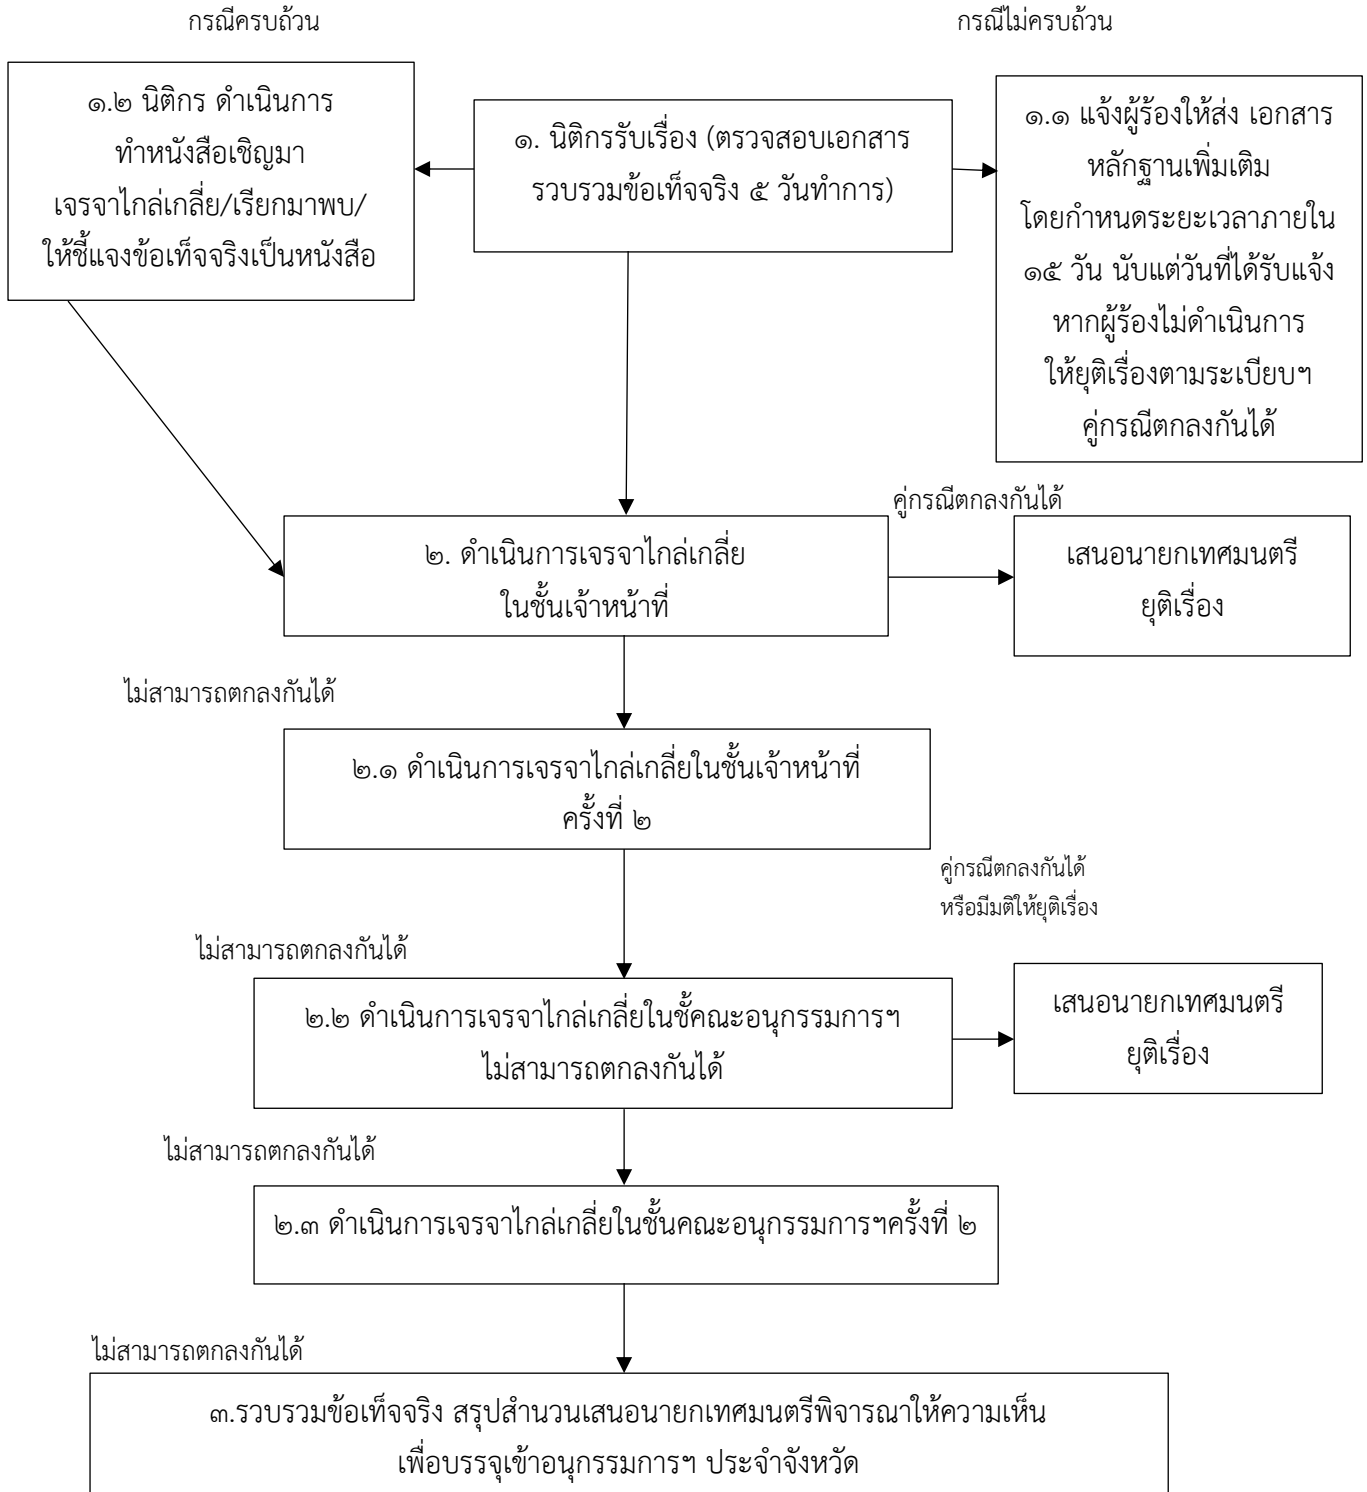 กรณีครบถ้วน
กรณีไม่ครบถ้วน
๑.๒ นิติกร ดำเนินการ
ทำหนังสือเชิญมา
เจรจาไกล่เกลี่ย/เรียกมาพบ/
ให้ชี้แจงข้อเท็จจริงเป็นหนังสือ
๑. นิติกรรับเรื่อง (ตรวจสอบเอกสาร
รวบรวมข้อเท็จจริง ๕ วันทำการ)
๑.๑ แจ้งผู้ร้องให้ส่ง เอกสาร
หลักฐานเพิ่มเติม
โดยกำหนดระยะเวลาภายใน
๑๕ วัน นับแต่วันที่ได้รับแจ้ง
หากผู้ร้องไม่ดำเนินการ
ให้ยุติเรื่องตามระเบียบฯ
คู่กรณีตกลงกันได้
คู่กรณีตกลงกันได้
๒. ดำเนินการเจรจาไกล่เกลี่ย
ในชั้นเจ้าหน้าที่
เสนอนายกเทศมนตรี
ยุติเรื่อง
ไม่สามารถตกลงกันได้
๒.๑ ดำเนินการเจรจาไกล่เกลี่ยในชั้นเจ้าหน้าที่
ครั้งที่ ๒
คู่กรณีตกลงกันได้
หรือมีมติให้ยุติเรื่อง
ไม่สามารถตกลงกันได้
๒.๒ ดำเนินการเจรจาไกล่เกลี่ยในชั้คณะอนุกรรมการฯ
ไม่สามารถตกลงกันได้
เสนอนายกเทศมนตรี
ยุติเรื่อง
ไม่สามารถตกลงกันได้
๒.๓ ดำเนินการเจรจาไกล่เกลี่ยในชั้นคณะอนุกรรมการฯครั้งที่ ๒
ไม่สามารถตกลงกันได้
๓.รวบรวมข้อเท็จจริง สรุปสำนวนเสนอนายกเทศมนตรีพิจารณาให้ความเห็น
เพื่อบรรจุเข้าอนุกรรมการฯ ประจำจังหวัด